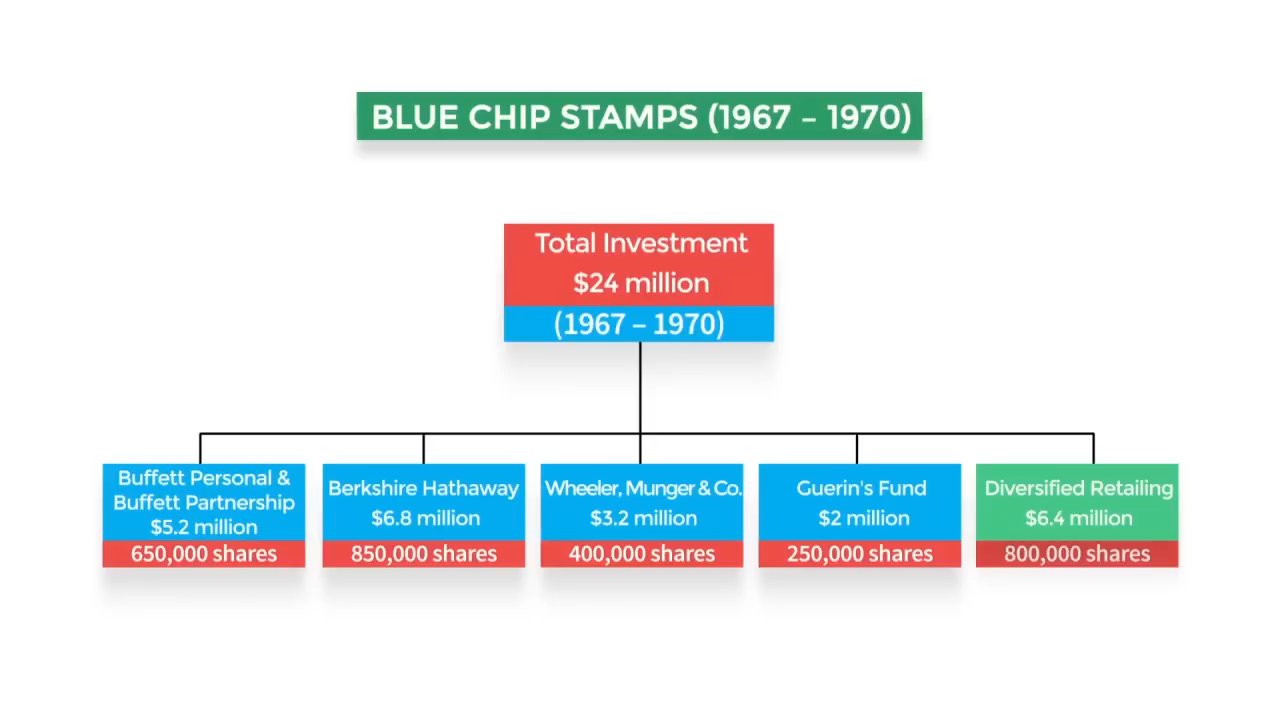 BLUE CHIP STAMPS (1967 – 1970)
Total Investment
$24 million
(1967 – 1970)
Buffett Personal &
Buffett Partnership
$5.2 million
650,000 shares
Berkshire Hathaway
$6.8 million
850,000 shares
Wheeler, Munger & Co.
$3.2 million
400,000 shares
Guerin's Fund
$2 million
250,000 shares
Diversified Retailing
$6.4 million
800,000 shares